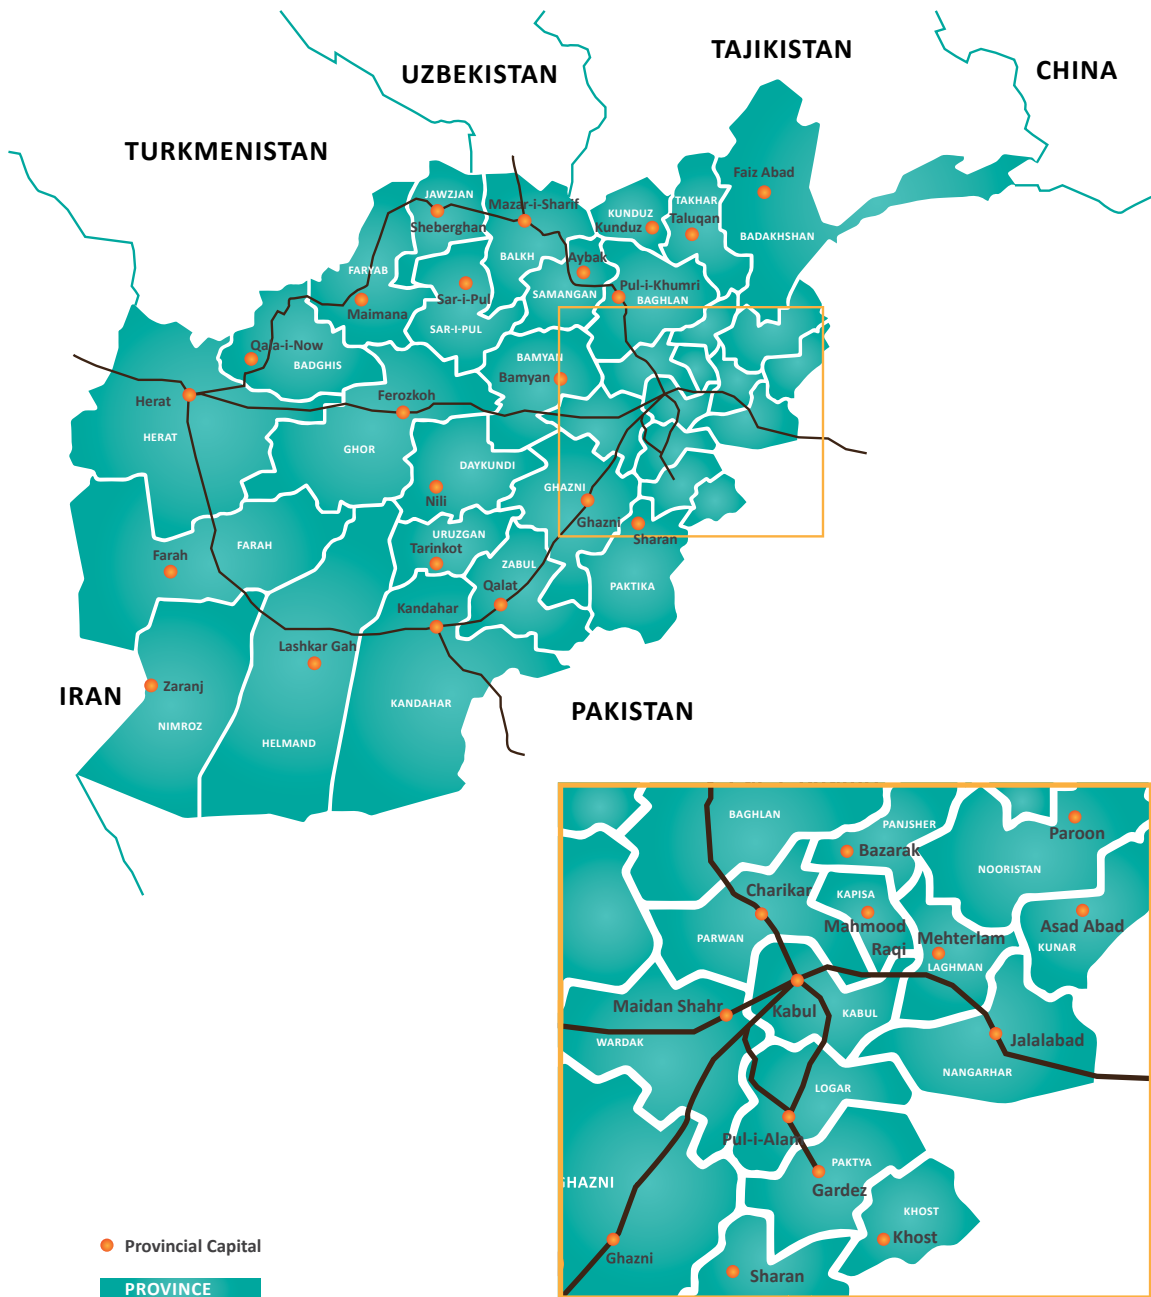 TAJIKISTAN
UZBEKISTAN
CHINA
TURKMENISTAN
Faiz Abad
JAWZJAN
TAKHAR
Mazar-i-Sharif
KUNDUZ
Taluqan
Sheberghan
Kunduz
BADAKHSHAN
BALKH
Aybak
FARYAB
Pul-i-Khumri
SAMANGAN
BAGHLAN
Sar-i-Pul
Maimana
SAR-I-PUL
Qala-i-Now
BADGHIS
BAMYAN
Bamyan
Herat
Ferozkoh
HERAT
GHOR
DAYKUNDI
GHAZNI
Nili
Ghazni
URUZGAN
Sharan
FARAH
Tarinkot
Farah
ZABUL
Qalat
PAKTIKA
Kandahar
Lashkar Gah
Zaranj
IRAN
KANDAHAR
PAKISTAN
NIMROZ
HELMAND
BAGHLAN
PANJSHER
Paroon
Bazarak
NOORISTAN
Charikar
KAPISA
Mahmood
Raqi
Asad Abad
PARWAN
Mehterlam
KUNAR
LAGHMAN
Maidan Shahr
Kabul
KABUL
WARDAK
Jalalabad
NANGARHAR
LOGAR
Pul-i-Alam
PAKTYA
GHAZNI
Gardez
KHOST
Khost
Ghazni
Sharan
Provincial Capital
PROVINCE